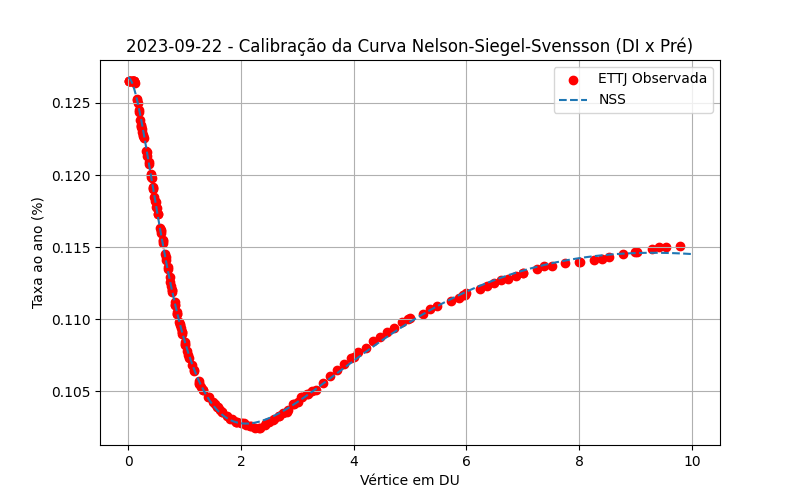 2023-09-22 - Calibração da Curva Nelson-Siegel-Svensson (DI x Pré)
ETTJ Observada
NSS
Taxa ao ano (%)
0.125
0.120
0.115
0.110
0.105
0 2 4 6 8 10
Vértice em DU